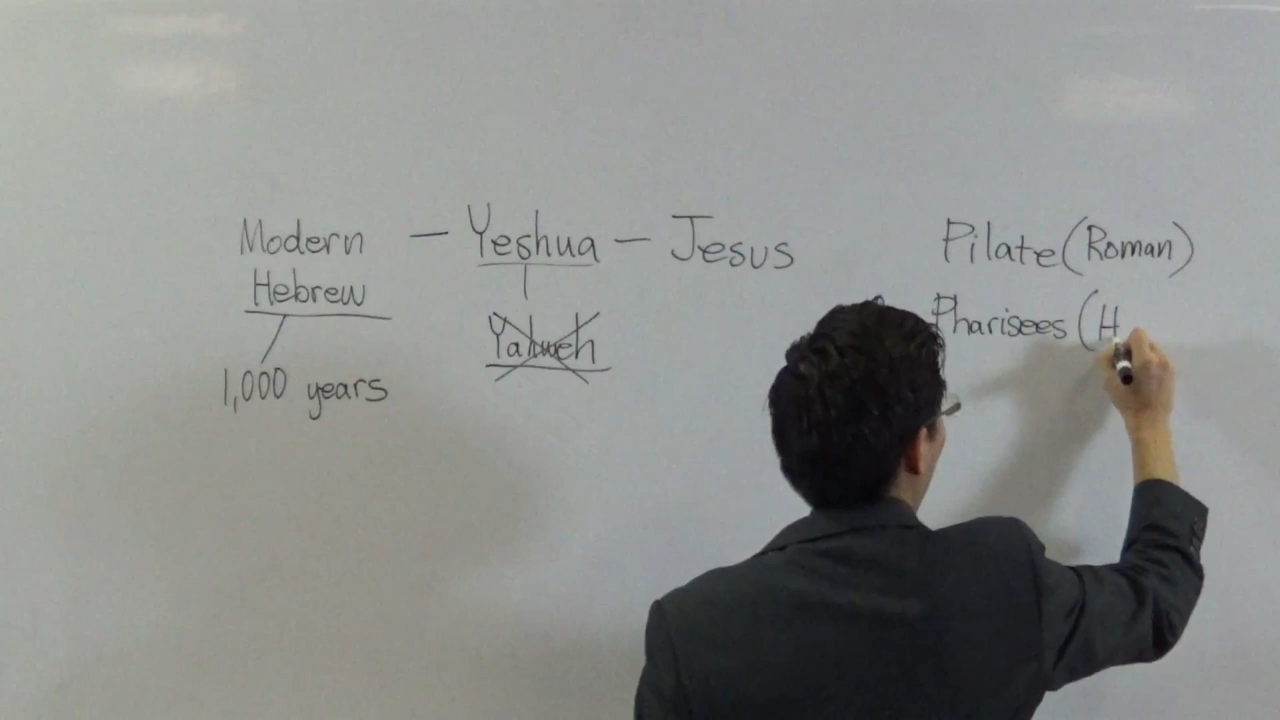 Modern — Yeshua — Jesus
Hebrew
Yahweh
1,000 years
Pilate (Roman)
Pharisees (H